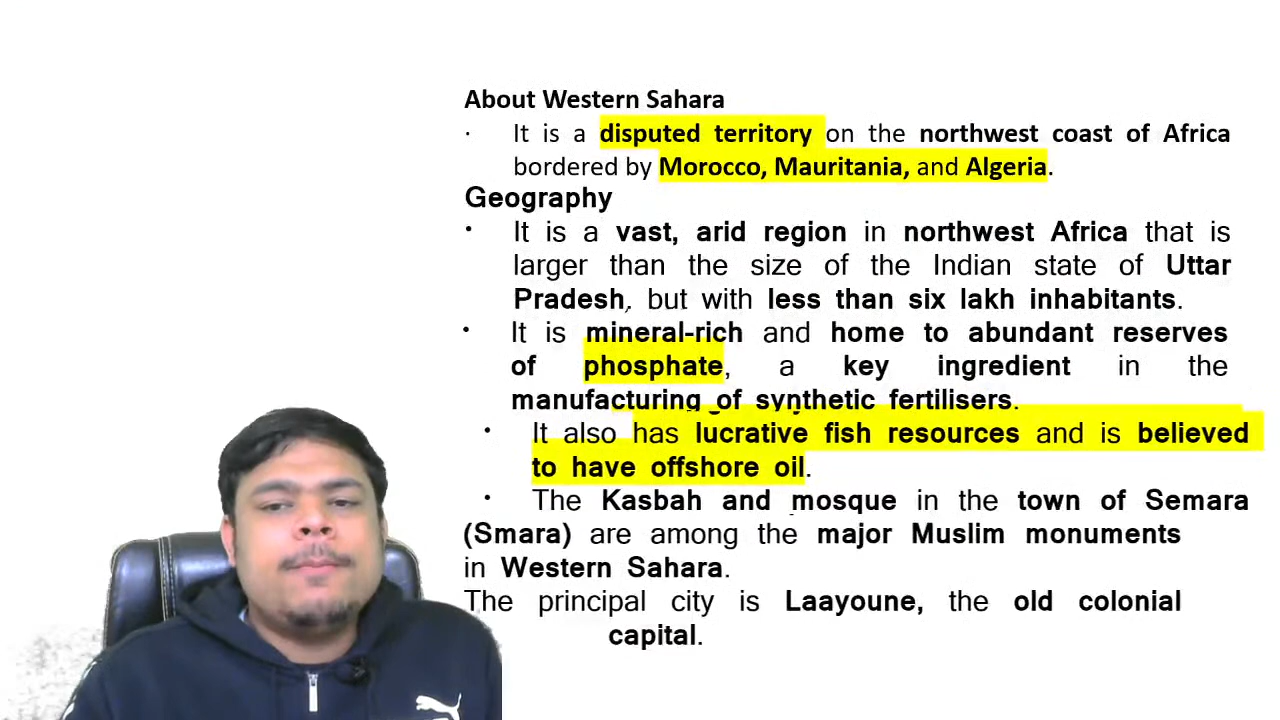 About Western Sahara
· It is a disputed territory on the northwest coast of Africa
bordered by Morocco, Mauritania, and Algeria.
Geography
• It is a vast, arid region in northwest Africa that is
larger than the size of the Indian state of Uttar
Pradesh, but with less than six lakh inhabitants.
• It is mineral-rich and home to abundant reserves
of phosphate, a key ingredient in the
manufacturing of synthetic fertilisers.
• It also has lucrative fish resources and is believed
to have offshore oil.
• The Kasbah and mosque in the town of Semara
(Smara) are among the major Muslim monuments
in Western Sahara.
The principal city is Laayoune, the old colonial
capital.